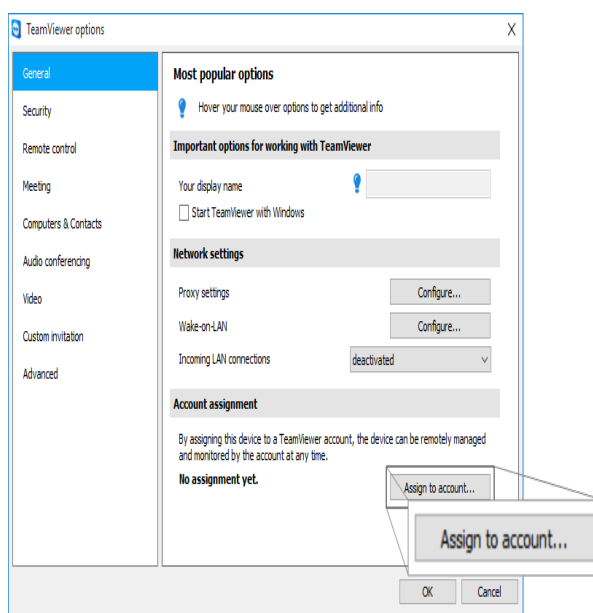 TeamViewer options
General
Security
Remote control
Meeting
Computers & Contacts
Audio conferencing
Video
Custom invitation
Advanced
Most popular options
Hover your mouse over options to get additional info
Important options for working with TeamViewer
Your display name
Start TeamViewer with Windows
Network settings
Proxy settings
Configure...
Wake-on-LAN
Configure...
Incoming LAN connections
deactivated
Account assignment
By assigning this device to a TeamViewer account, the device can be remotely managed
and monitored by the account at any time.
No assignment yet.
Assign to account...
Assign to account...
OK
Cancel